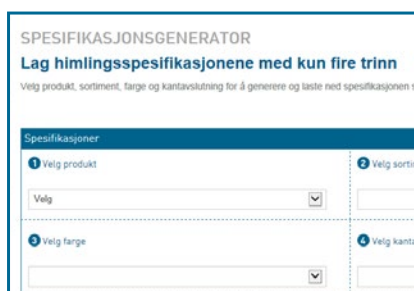 SPESIFIKASJONSGENERATOR
Lag himlingsspesifikasjonene med kun fire trinn
Velg produkt, sortiment, farge og kantavslutning for å generere og laste ned spesifikasjonen
Spesifikasjoner
1 Velg produkt
2 Velg
Velg
3 Velg farge
4 Velg